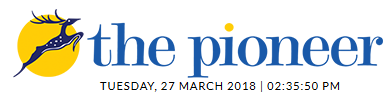 the pioneer
TUESDAY, 27 MARCH 2018 | 02:35:50 PM